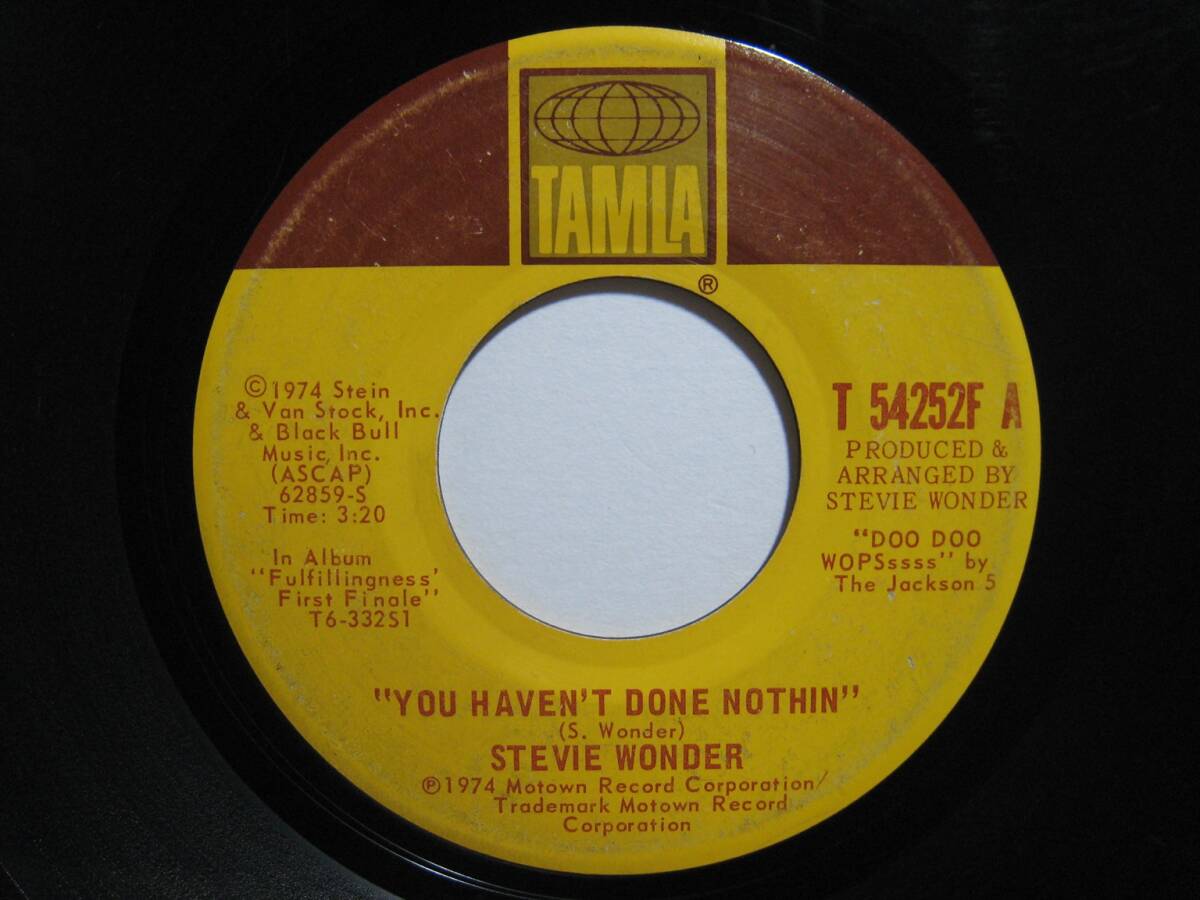 TAMLA
®
©1974 Stein
& Van Stock, Inc.
& Black Bull
Music, Inc.
(ASCAP)
62859-S
Time: 3:20
In Album
"Fulfillingness'
First Finale"
T6-332S1
T 54252F A
PRODUCED &
ARRANGED BY
STEVIE WONDER
"DOO DOO
WOPSssss" by
The Jackson 5
"YOU HAVEN'T DONE NOTHIN"
(S. Wonder)
STEVIE WONDER
℗1974 Motown Record Corporation/
Trademark Motown Record
Corporation